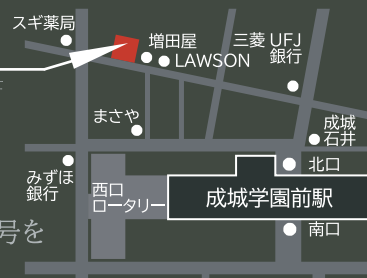 スギ薬局
増田屋
LAWSON
三菱 UFJ
銀行
まさや
成城
石井
みずほ
銀行
西口
ロータリー
北口
成城学園前駅
南口
号を